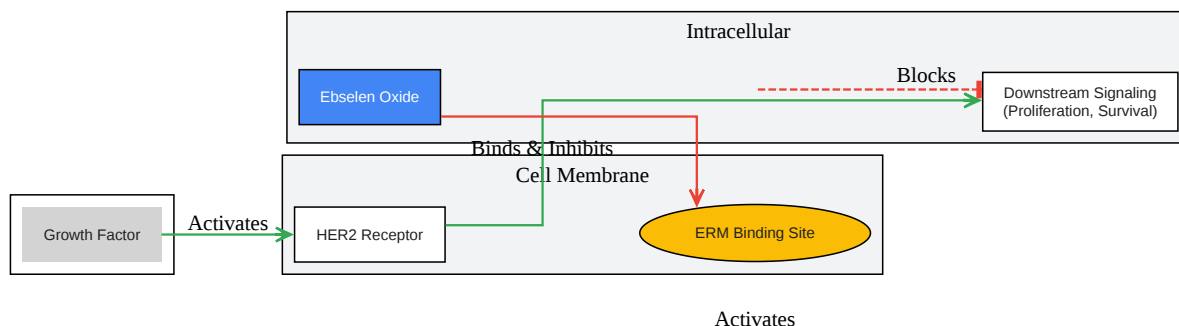 Intracellular
Blocks
Ebselen Oxide
Downstream Signaling
(Proliferation, Survival)
Binds & Inhibits
Cell Membrane
Activates
Growth Factor
HER2 Receptor
ERM Binding Site
Activates